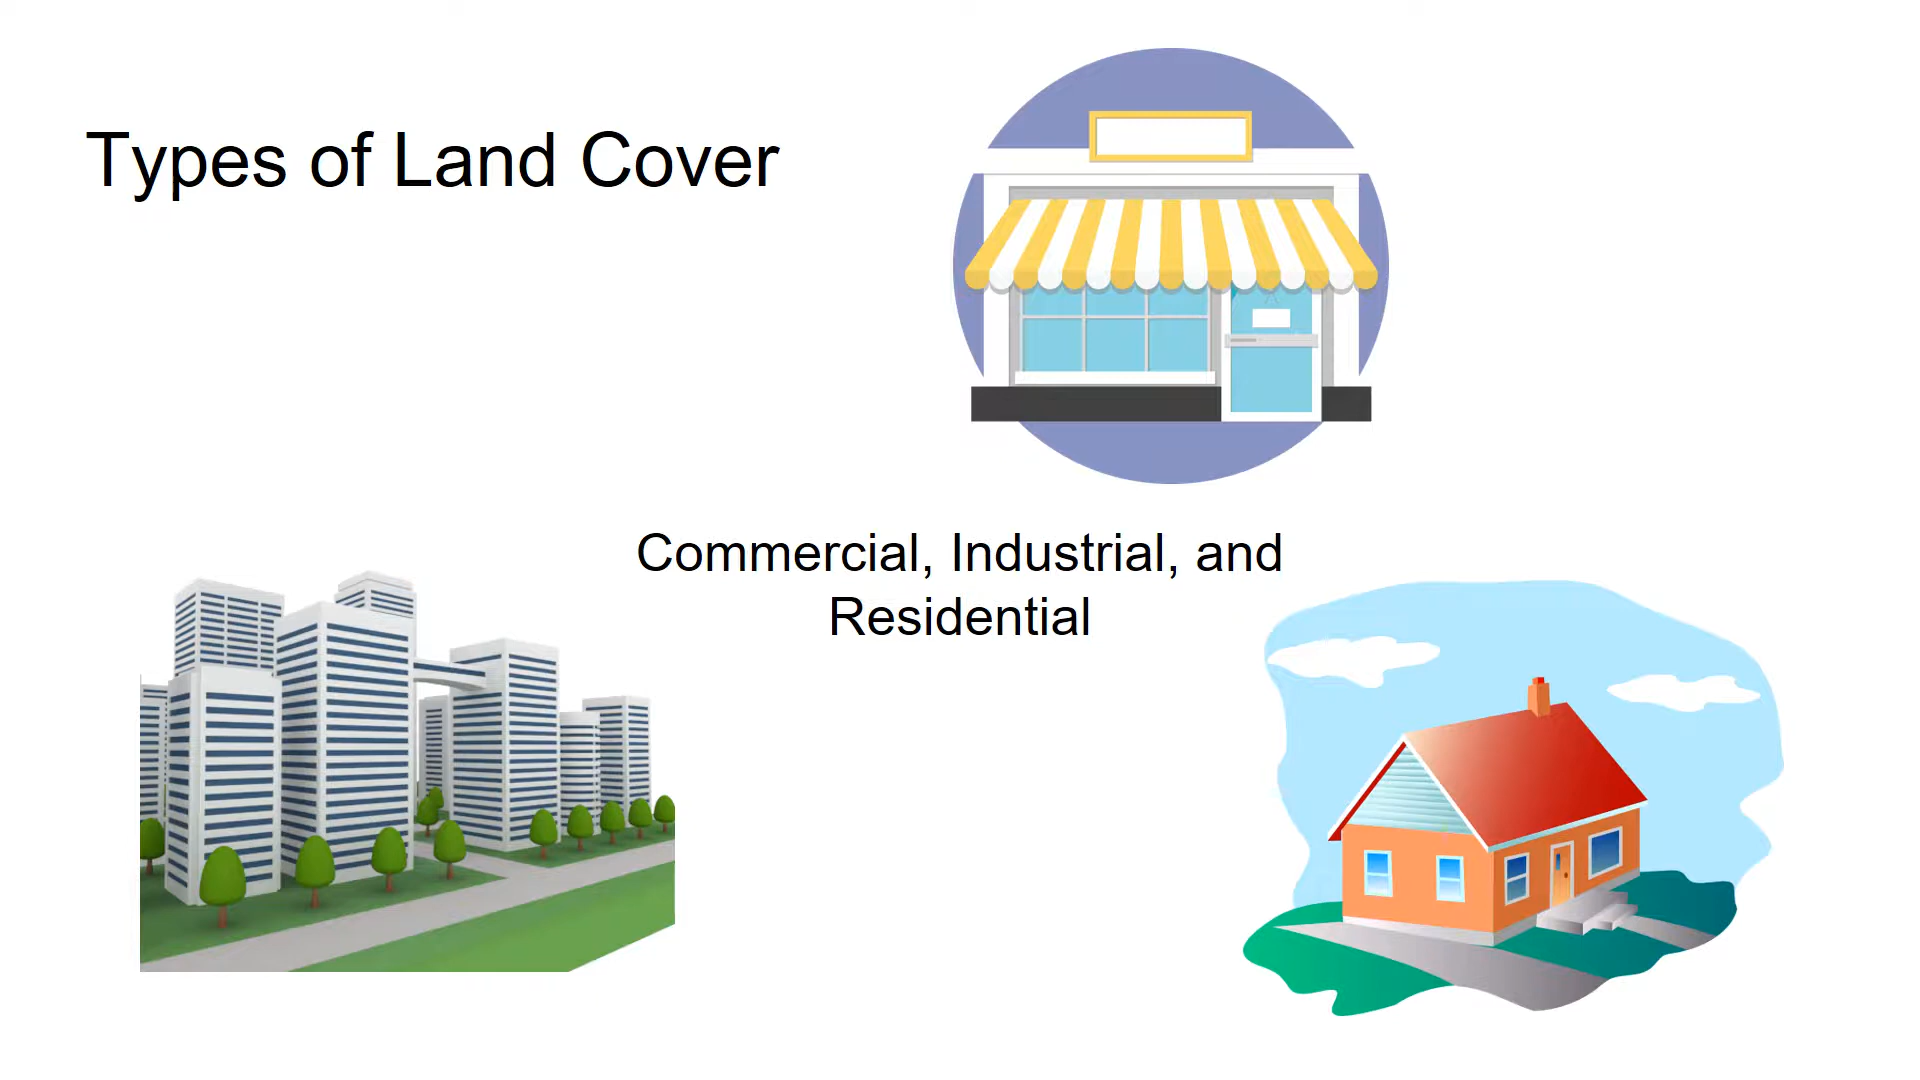 Types of Land Cover
Commercial, Industrial, and
Residential